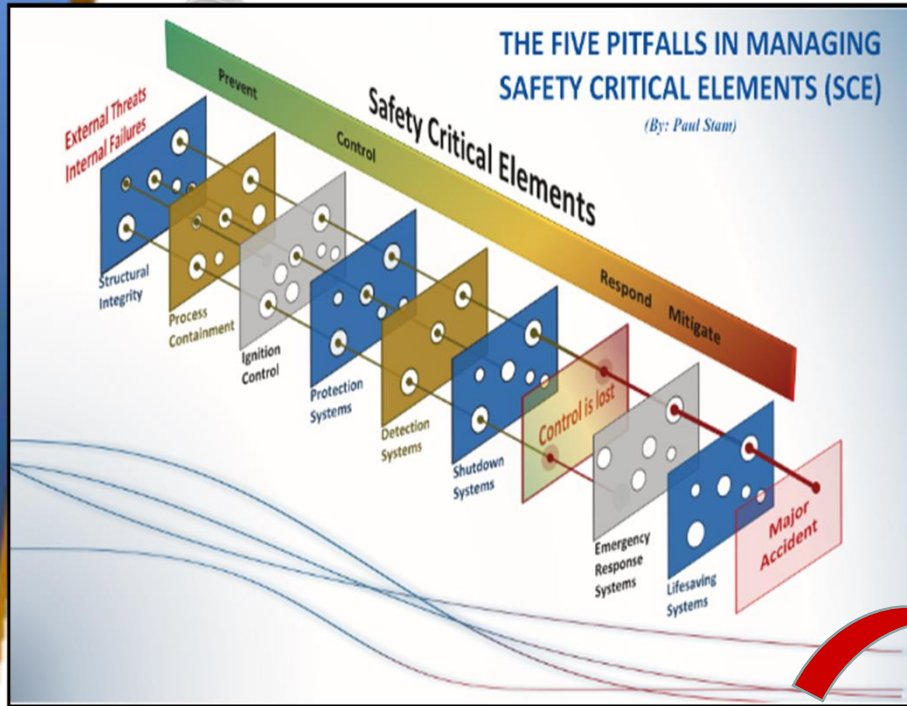 THE FIVE PITFALLS IN MANAGING
SAFETY CRITICAL ELEMENTS (SCE)
(By: Paul Stam)
Prevent
Control
Safety Critical Elements
Respond
Mitigate
External Threats
Internal Failures
Structural
Integrity
Process
Containment
Ignition
Control
Protection
Systems
Detection
Systems
Shutdown
Systems
Control is lost
Emergency
Response
Systems
Lifesaving
Systems
Major
Accident